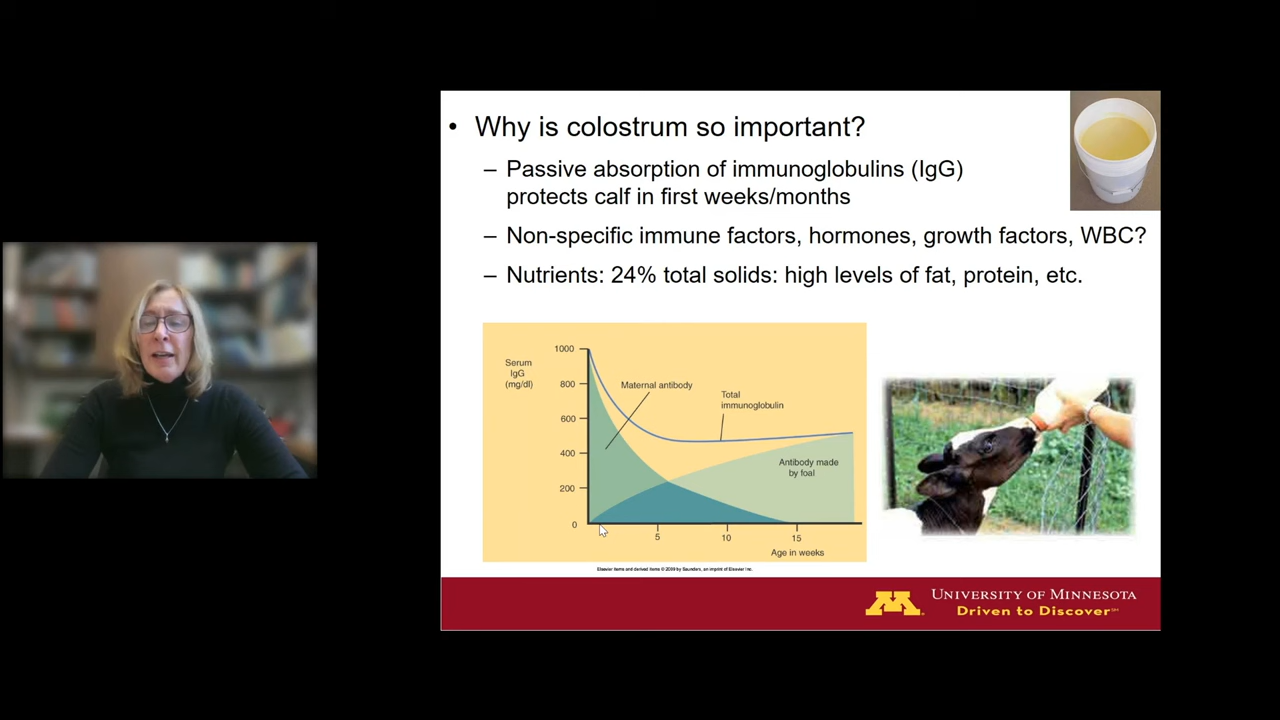 • Why is colostrum so important?
– Passive absorption of immunoglobulins (IgG)
protects calf in first weeks/months
– Non-specific immune factors, hormones, growth factors, WBC?
– Nutrients: 24% total solids: high levels of fat, protein, etc.
Serum
IgG
(mg/dl)
1000
800
600
400
200
0
Maternal antibody
Total
immunoglobulin
Antibody made
by foal
5
10
15
Age in weeks
Elsevier items and derived items © 2009 by Saunders, an imprint of Elsevier Inc.
M
UNIVERSITY OF MINNESOTA
Driven to Discover℠